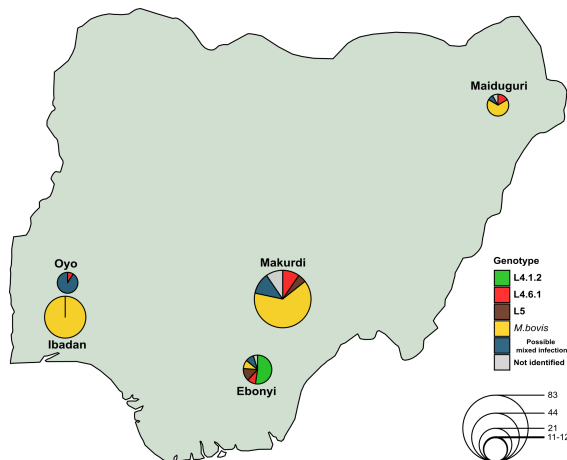 Maiduguri
Oyo
Makurdi
Ibadan
Ebonyi
Genotype
L4.1.2
L4.6.1
L5
M.bovis
Possible
mixed infection
Not identified
83
44
21
11-12